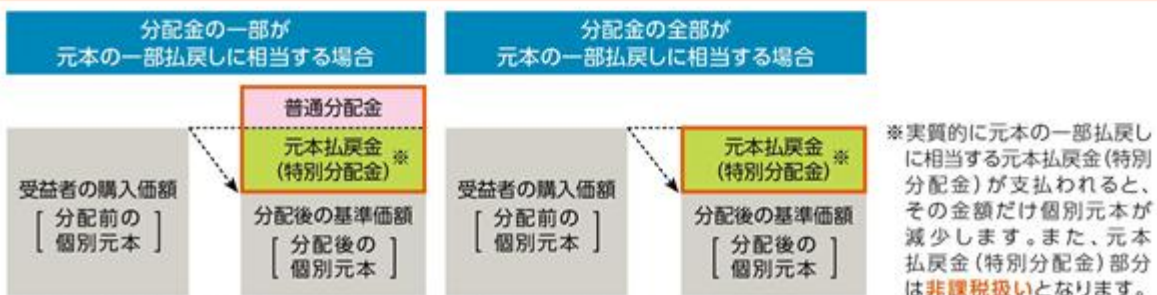 分配金の一部が
元本の一部払戻しに相当する場合
普通分配金
元本払戻金
(特別分配金) ※
受益者の購入価額
[ 分配前の
個別元本 ]
分配後の基準価額
[ 分配後の
個別元本 ]
分配金の全部が
元本の一部払戻しに相当する場合
元本払戻金
(特別分配金) ※
受益者の購入価額
[ 分配前の
個別元本 ]
分配後の基準価額
[ 分配後の
個別元本 ]
※実質的に元本の一部払戻し
に相当する元本払戻金(特別
分配金)が支払われると、
その金額だけ個別元本が
減少します。また、元本
払戻金(特別分配金)部分
は非課税扱いとなります。